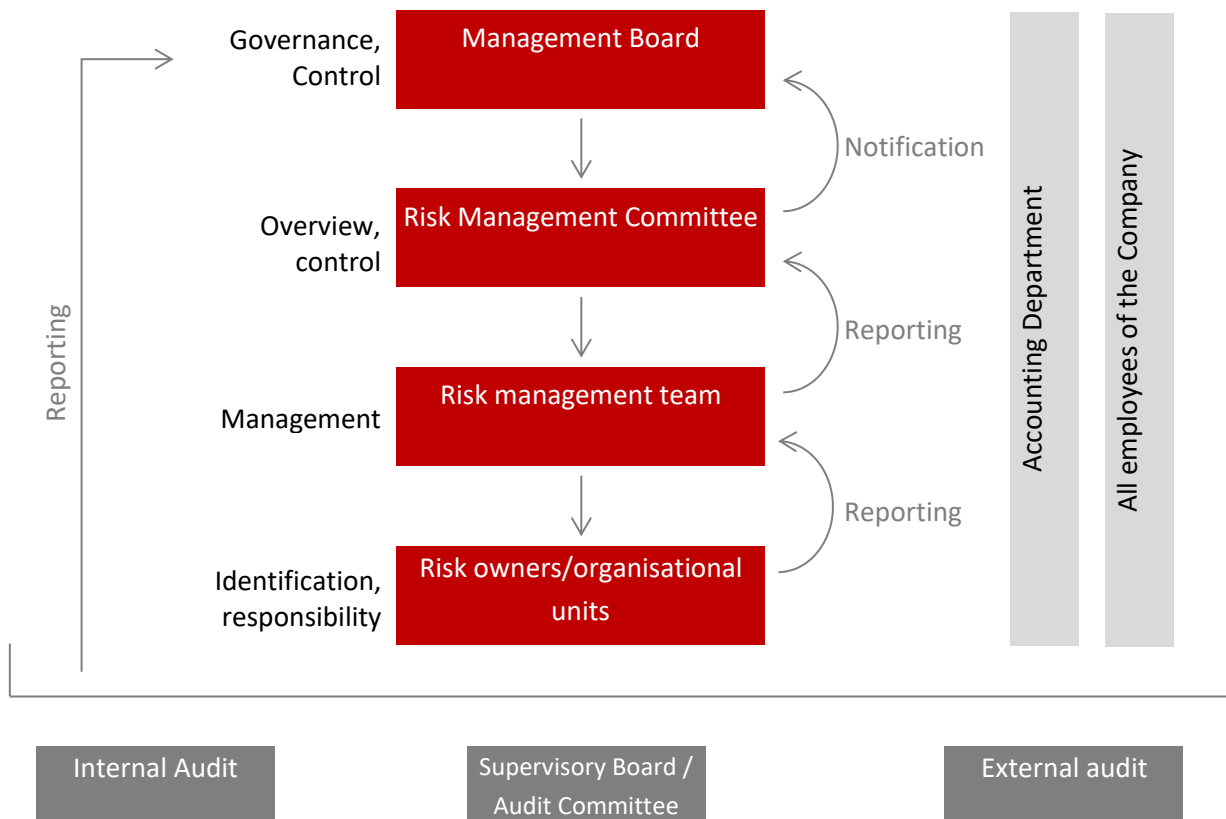 Governance,
Control
Management Board
Notification
Overview,
control
Risk Management Committee
Reporting
Reporting
Management
Risk management team
Reporting
Identification,
responsibility
Risk owners/organisational
units
Accounting Department
All employees of the Company
Internal Audit
Supervisory Board /
Audit Committee
External audit